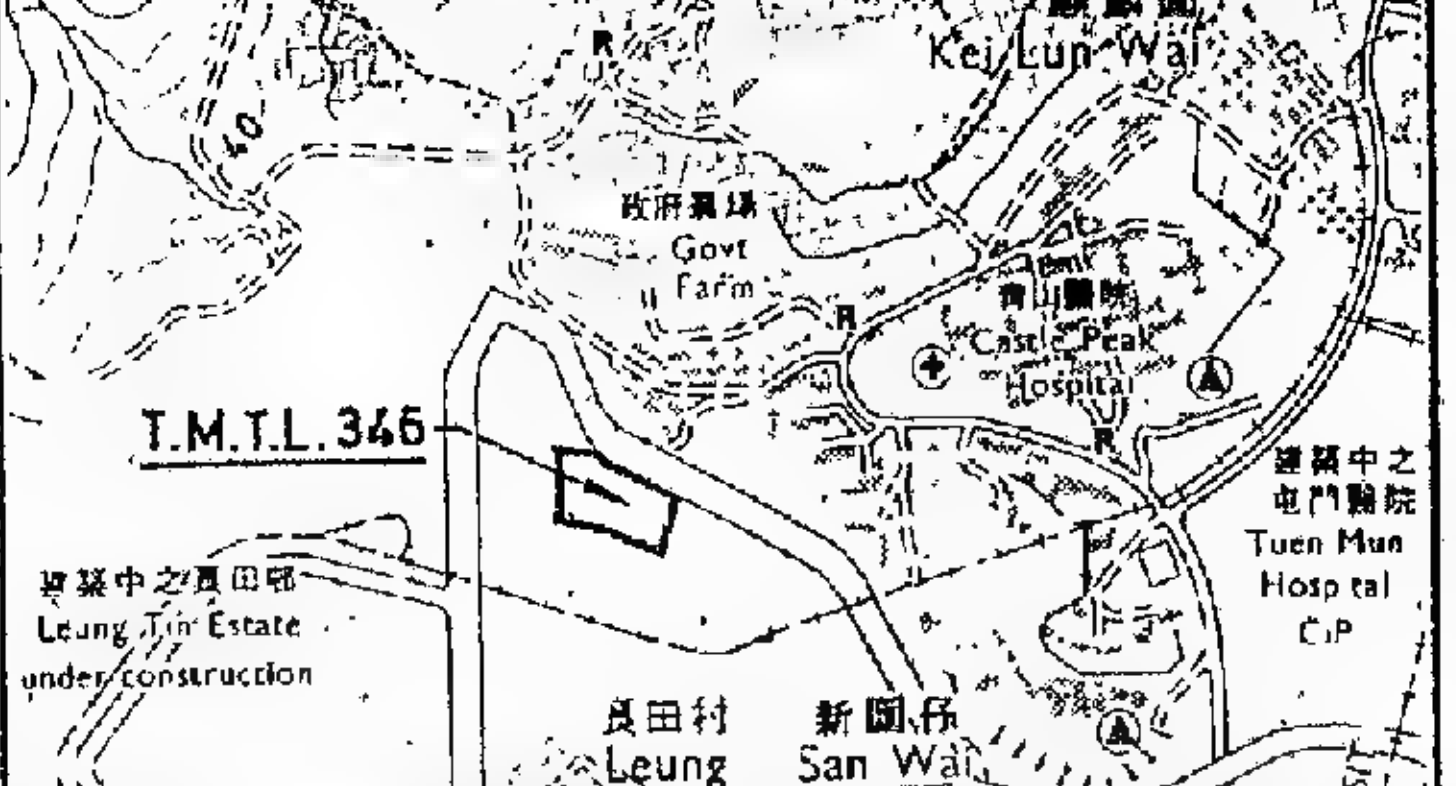 Kei Lun Wai
R
40
政府農場
Govt
Farm
R
青山醫院
Castle Peak
Hospital
T.M.T.L. 346
R
建築中之
屯門醫院
Tuen Mun
Hospital
建築中之良田邨
Leung Tin Estate
under construction
良田村
Leung
新圍仔
San Wai